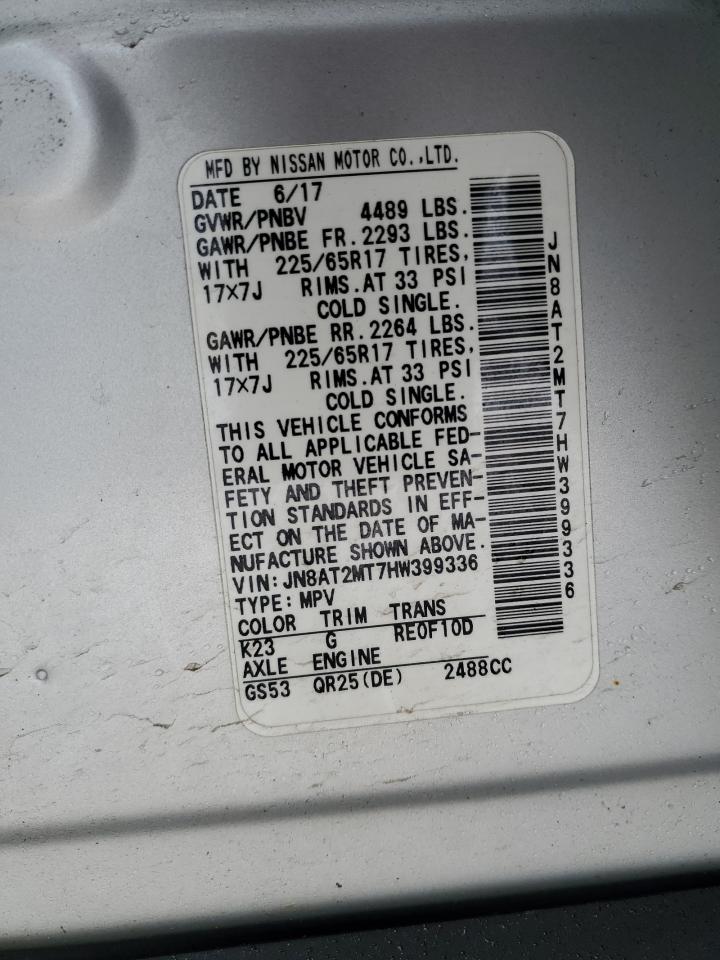 MFD BY NISSAN MOTOR CO.,LTD.
DATE 6/17
GVWR/PNBV 4489 LBS.
GAWR/PNBE FR.2293 LBS.
WITH 225/65R17 TIRES,
17X7J RIMS.AT 33 PSI
COLD SINGLE.
GAWR/PNBE RR.2264 LBS.
WITH 225/65R17 TIRES,
17X7J RIMS.AT 33 PSI
COLD SINGLE.
THIS VEHICLE CONFORMS
TO ALL APPLICABLE FED-
ERAL MOTOR VEHICLE SA-
FETY AND THEFT PREVEN-
TION STANDARDS IN EFF-
ECT ON THE DATE OF MA-
NUFACTURE SHOWN ABOVE.
VIN:JN8AT2MT7HW399336
TYPE:MPV
COLOR TRIM TRANS
K23 G RE0F10D
AXLE ENGINE
GS53 QR25(DE) 2488CC
JN8AT2MT7HW399336